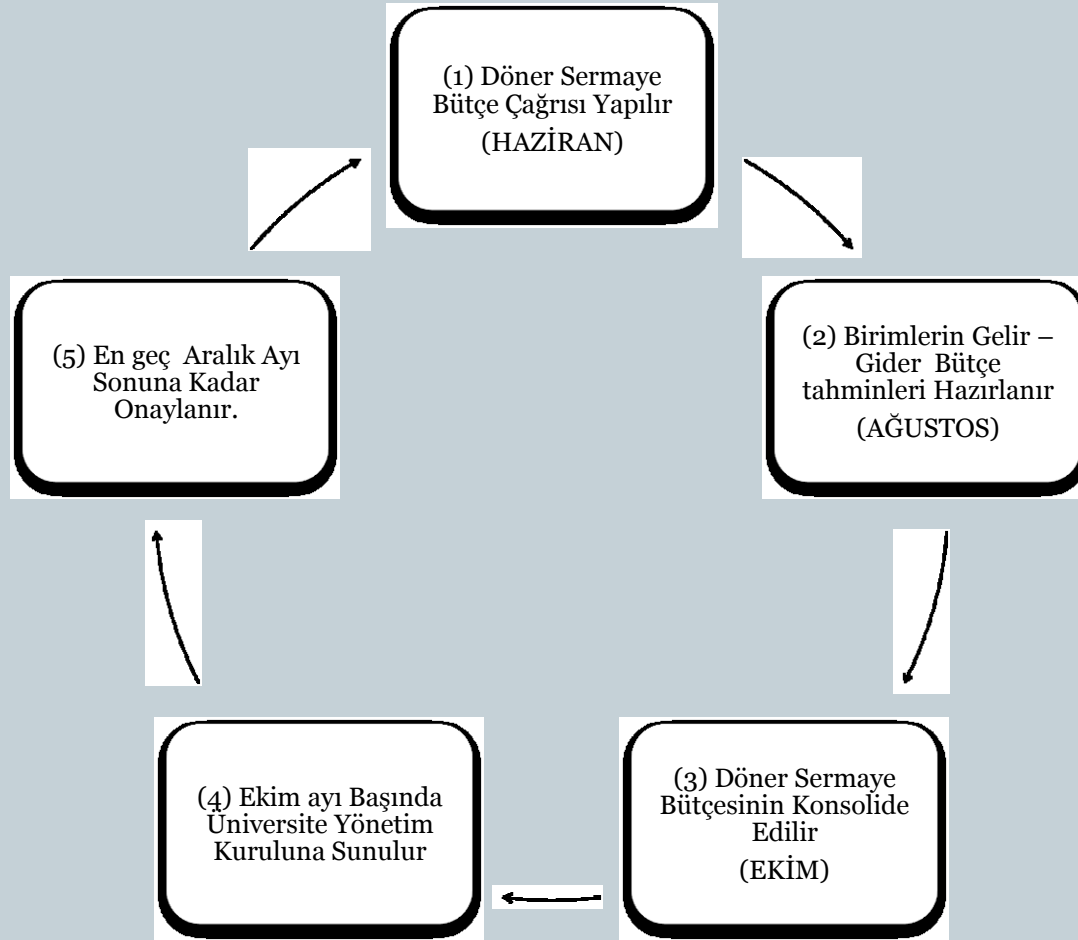 (1) Döner Sermaye
Bütçe Çağrısı Yapılır
(HAZİRAN)
(2) Birimlerin Gelir –
Gider Bütçe
tahminleri Hazırlanır
(AĞUSTOS)
(3) Döner Sermaye
Bütçesinin Konsolide
Edilir
(EKİM)
(4) Ekim ayı Başında
Üniversite Yönetim
Kuruluna Sunulur
(5) En geç Aralık Ayı
Sonuna Kadar
Onaylanır.